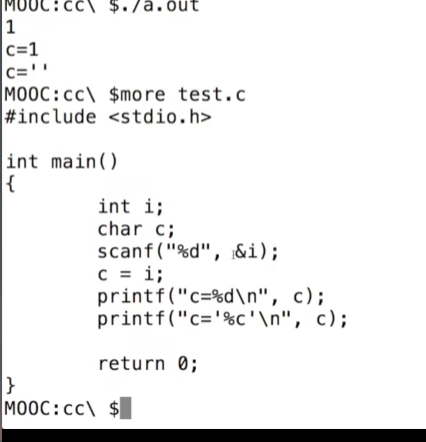 MOOC:cc\ $./a.out
1
c=1
c=''
MOOC:cc\ $more test.c
#include <stdio.h>
int main()
{
int i;
char c;
scanf("%d", &i);
c = i;
printf("c=%d\n", c);
printf("c='%c'\n", c);
return 0;
}
MOOC:cc\ $